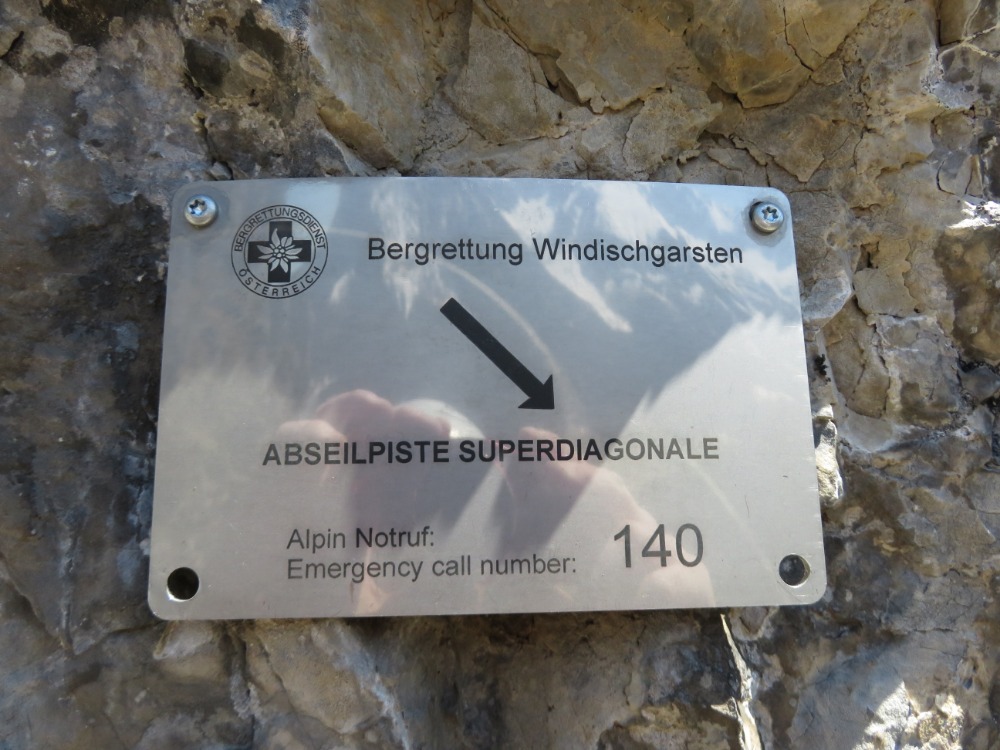 BERGRETTUNGSDIENST
ÖSTERREICH
Bergrettung Windischgarsten
ABSEILPISTE SUPERDIAGONALE
Alpin Notruf:
Emergency call number: 140